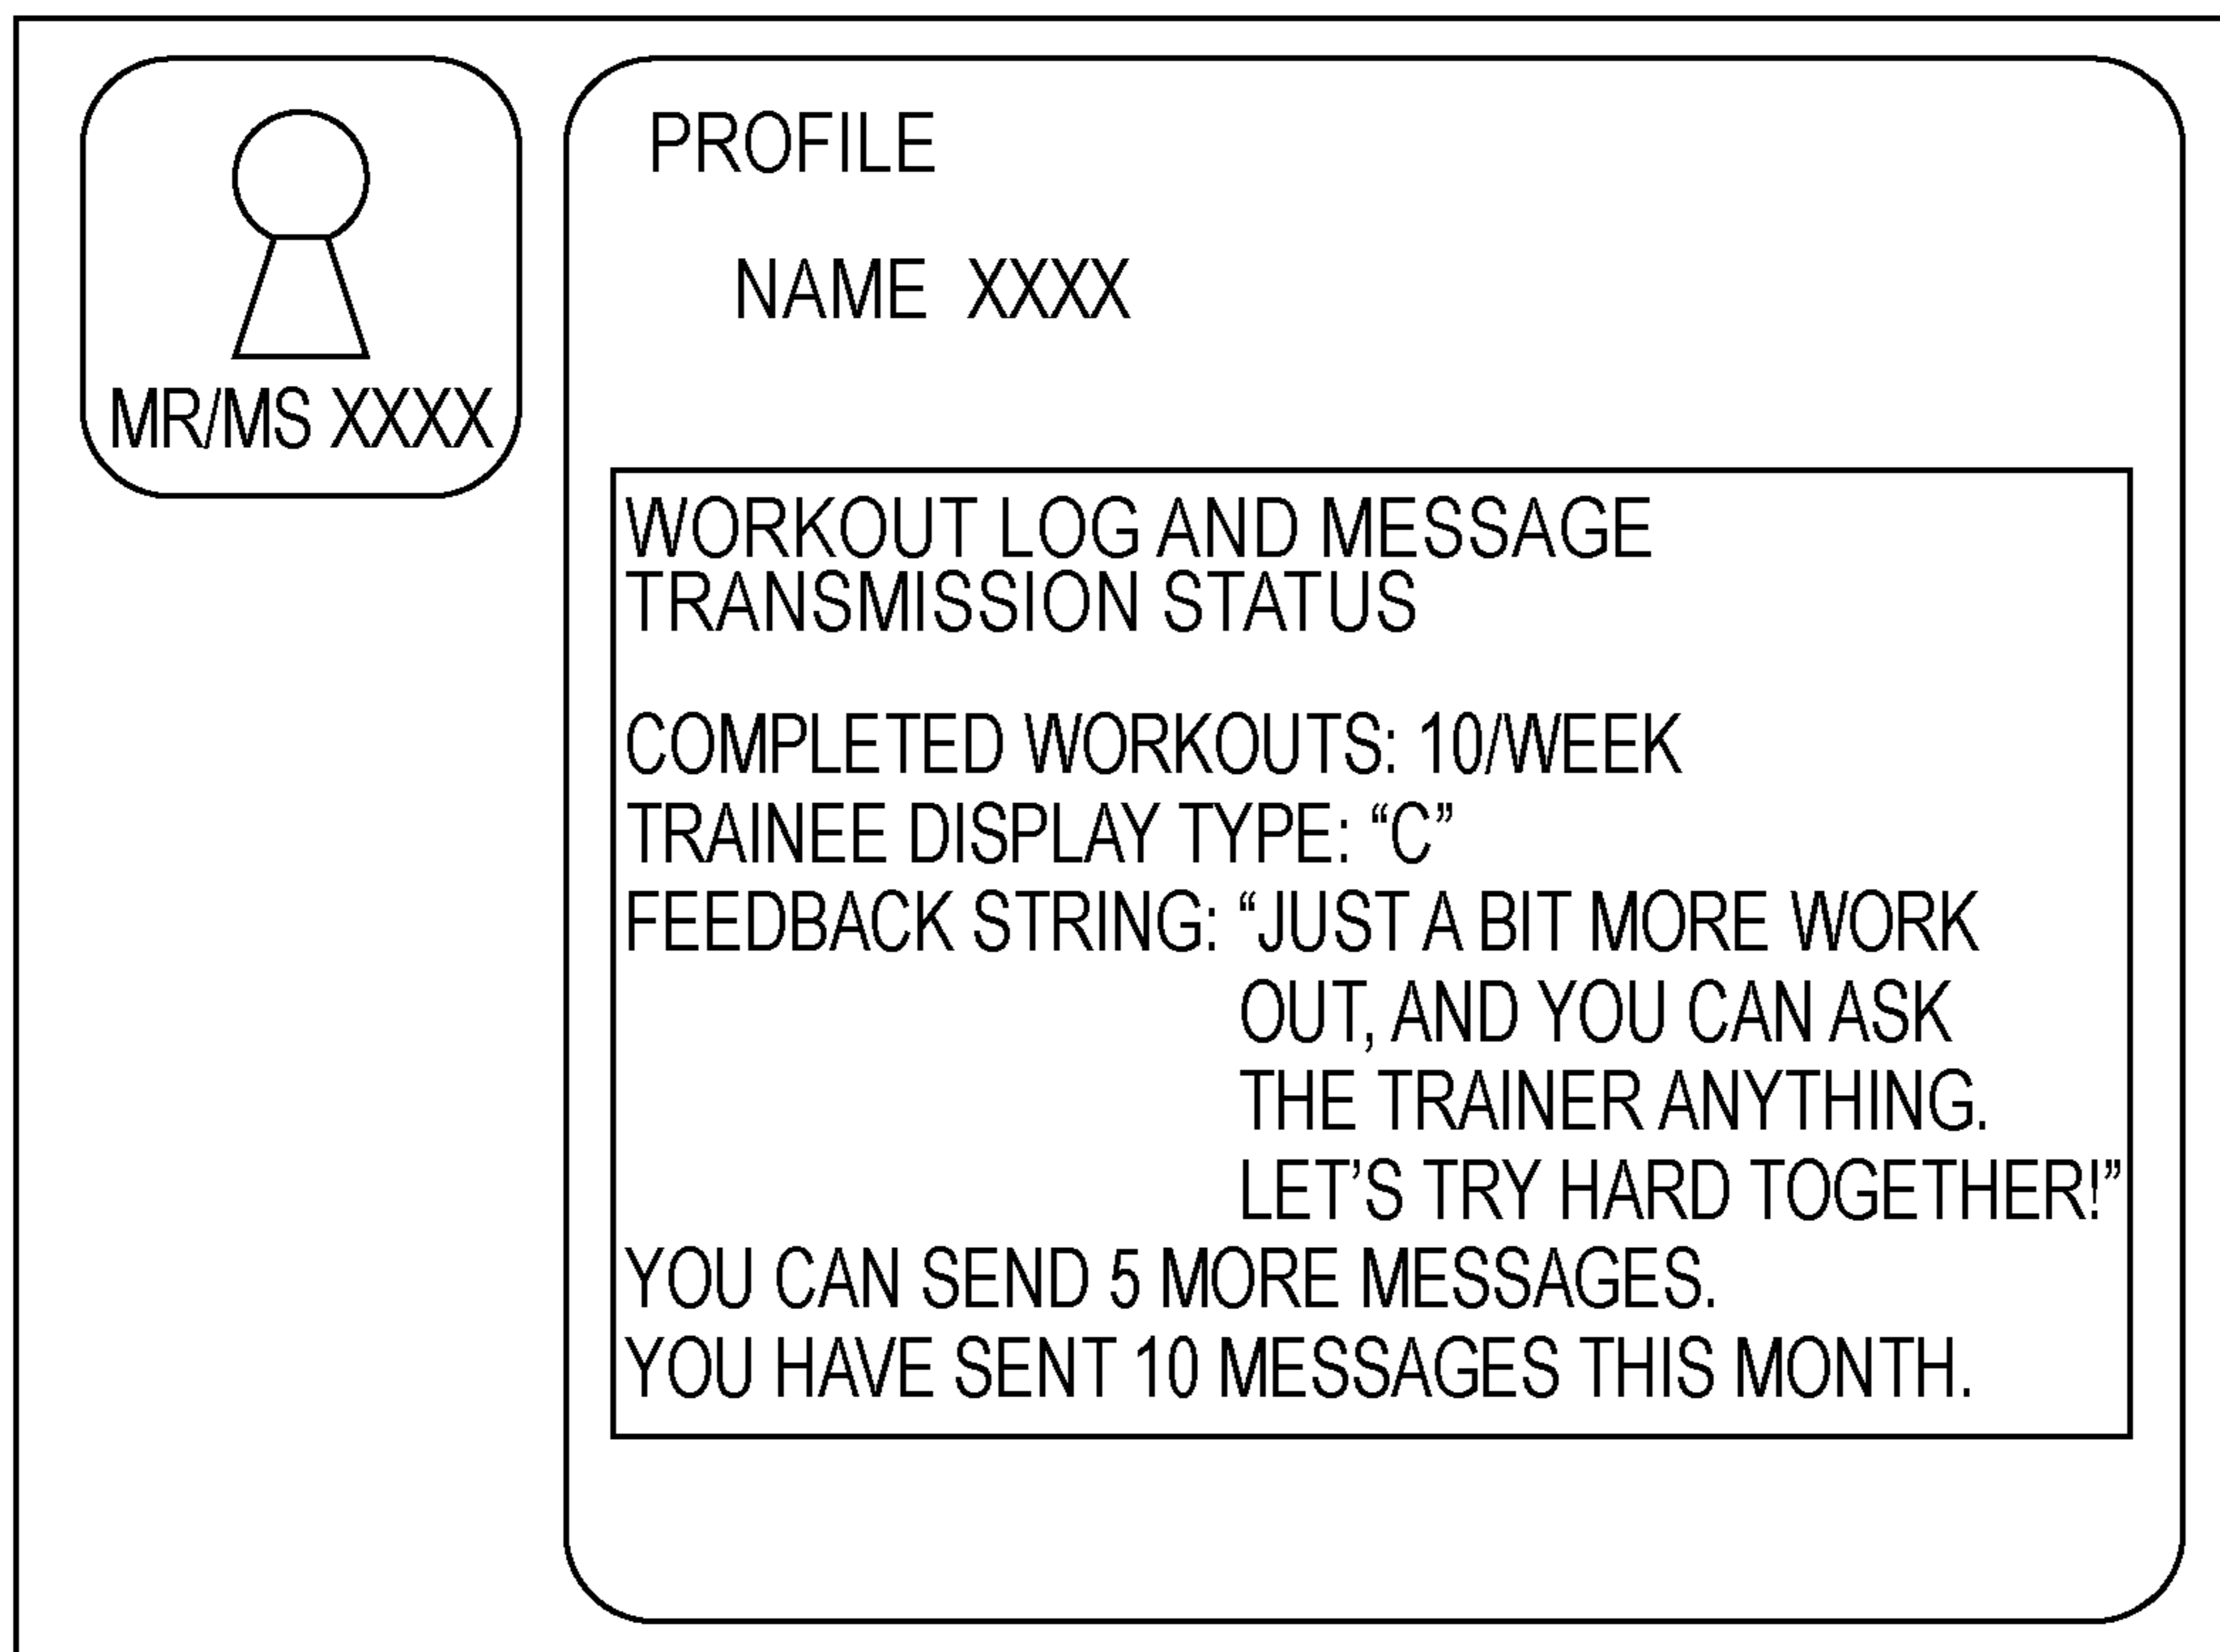 MR/MS XXXX
PROFILE
NAME XXXX
WORKOUT LOG AND MESSAGE
TRANSMISSION STATUS
COMPLETED WORKOUTS: 10/WEEK
TRAINEE DISPLAY TYPE: “C”
FEEDBACK STRING: “JUST A BIT MORE WORK
OUT, AND YOU CAN ASK
THE TRAINER ANYTHING.
LET’S TRY HARD TOGETHER!”
YOU CAN SEND 5 MORE MESSAGES.
YOU HAVE SENT 10 MESSAGES THIS MONTH.